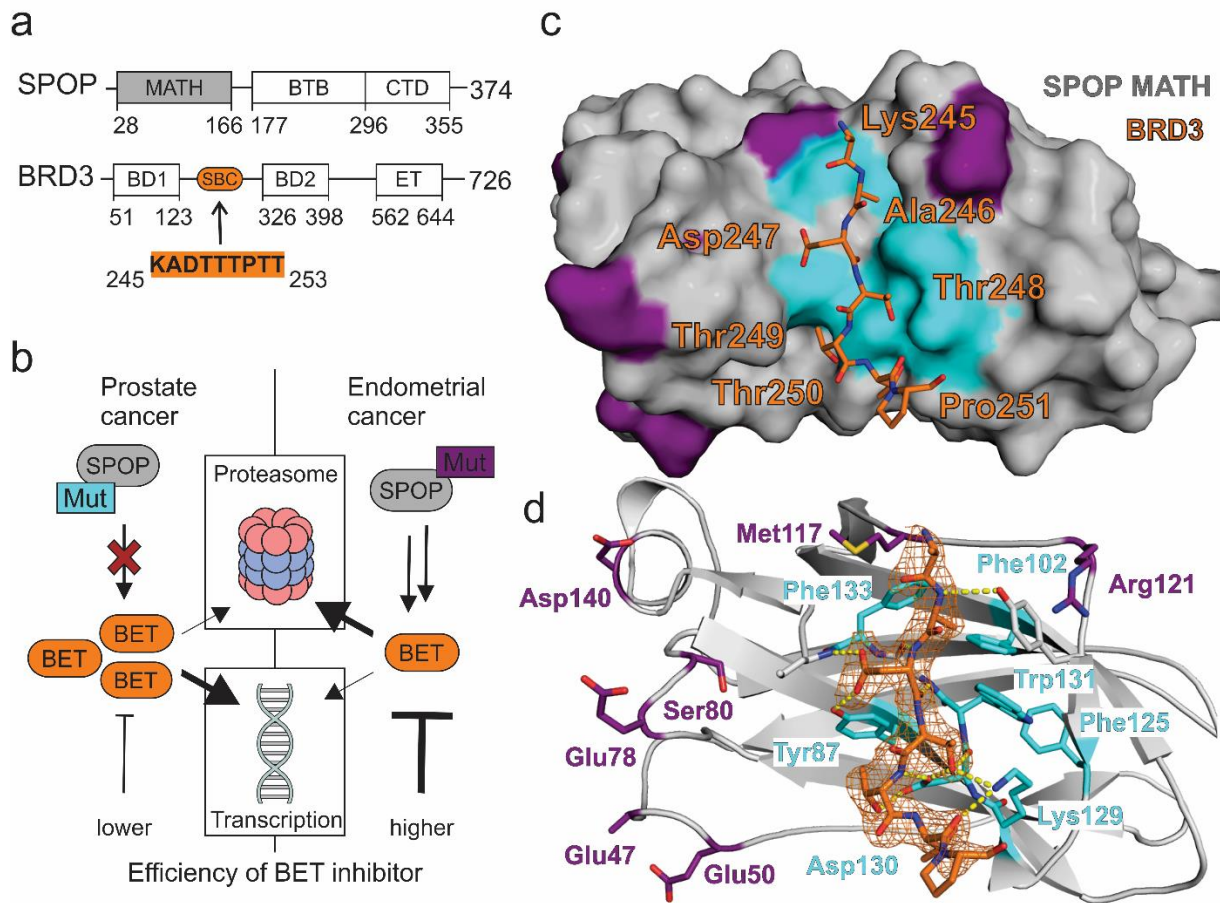 a
SPOP
MATH
BTB
CTD
374
28
166
177
296
355
BRD3
BD1
SBC
BD2
ET
726
51
123
326
398
562
644
245
KADTTTPTT
253
b
Prostate
cancer
Endometrial
cancer
SPOP
Mut
Proteasome
Mut
SPOP
BET
BET
BET
BET
Transcription
lower
higher
Efficiency of BET inhibitor
c
SPOP MATH
BRD3
Lys245
Ala246
Asp247
Thr248
Thr249
Thr250
Pro251
d
Met117
Phe102
Asp140
Phe133
Arg121
Trp131
Ser80
Phe125
Glu78
Tyr87
Lys129
Glu47
Glu50
Asp130